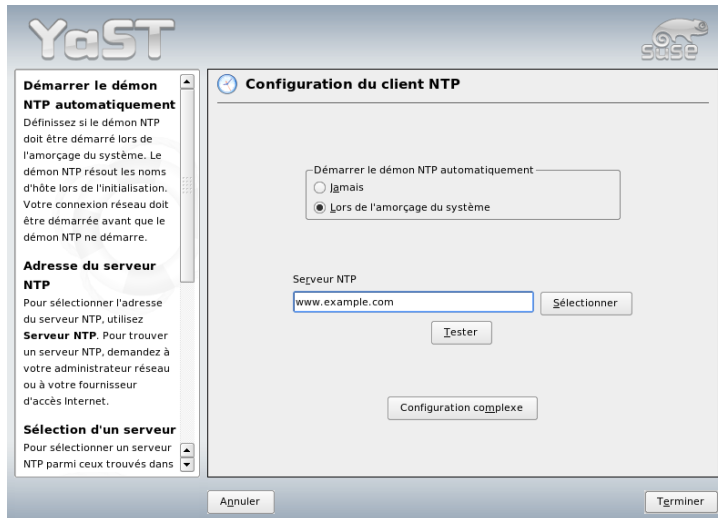 YaST
SUSE
Démarrer le démon
NTP automatiquement
Définissez si le démon NTP
doit être démarré lors de
l'amorçage du système. Le
démon NTP résout les noms
d'hôte lors de l'initialisation.
Votre connexion réseau doit
être démarrée avant que le
démon NTP ne démarre.
Adresse du serveur
NTP
Pour sélectionner l'adresse
du serveur NTP, utilisez
Serveur NTP. Pour trouver
un serveur NTP, demandez à
votre administrateur réseau
ou à votre fournisseur
d'accès Internet.
Sélection d'un serveur
Pour sélectionner un serveur
NTP parmi ceux trouvés dans
Configuration du client NTP
Démarrer le démon NTP automatiquement
Jamais
Lors de l'amorçage du système
Serveur NTP
www.example.com
Sélectionner
Tester
Configuration complexe
Annuler
Terminer